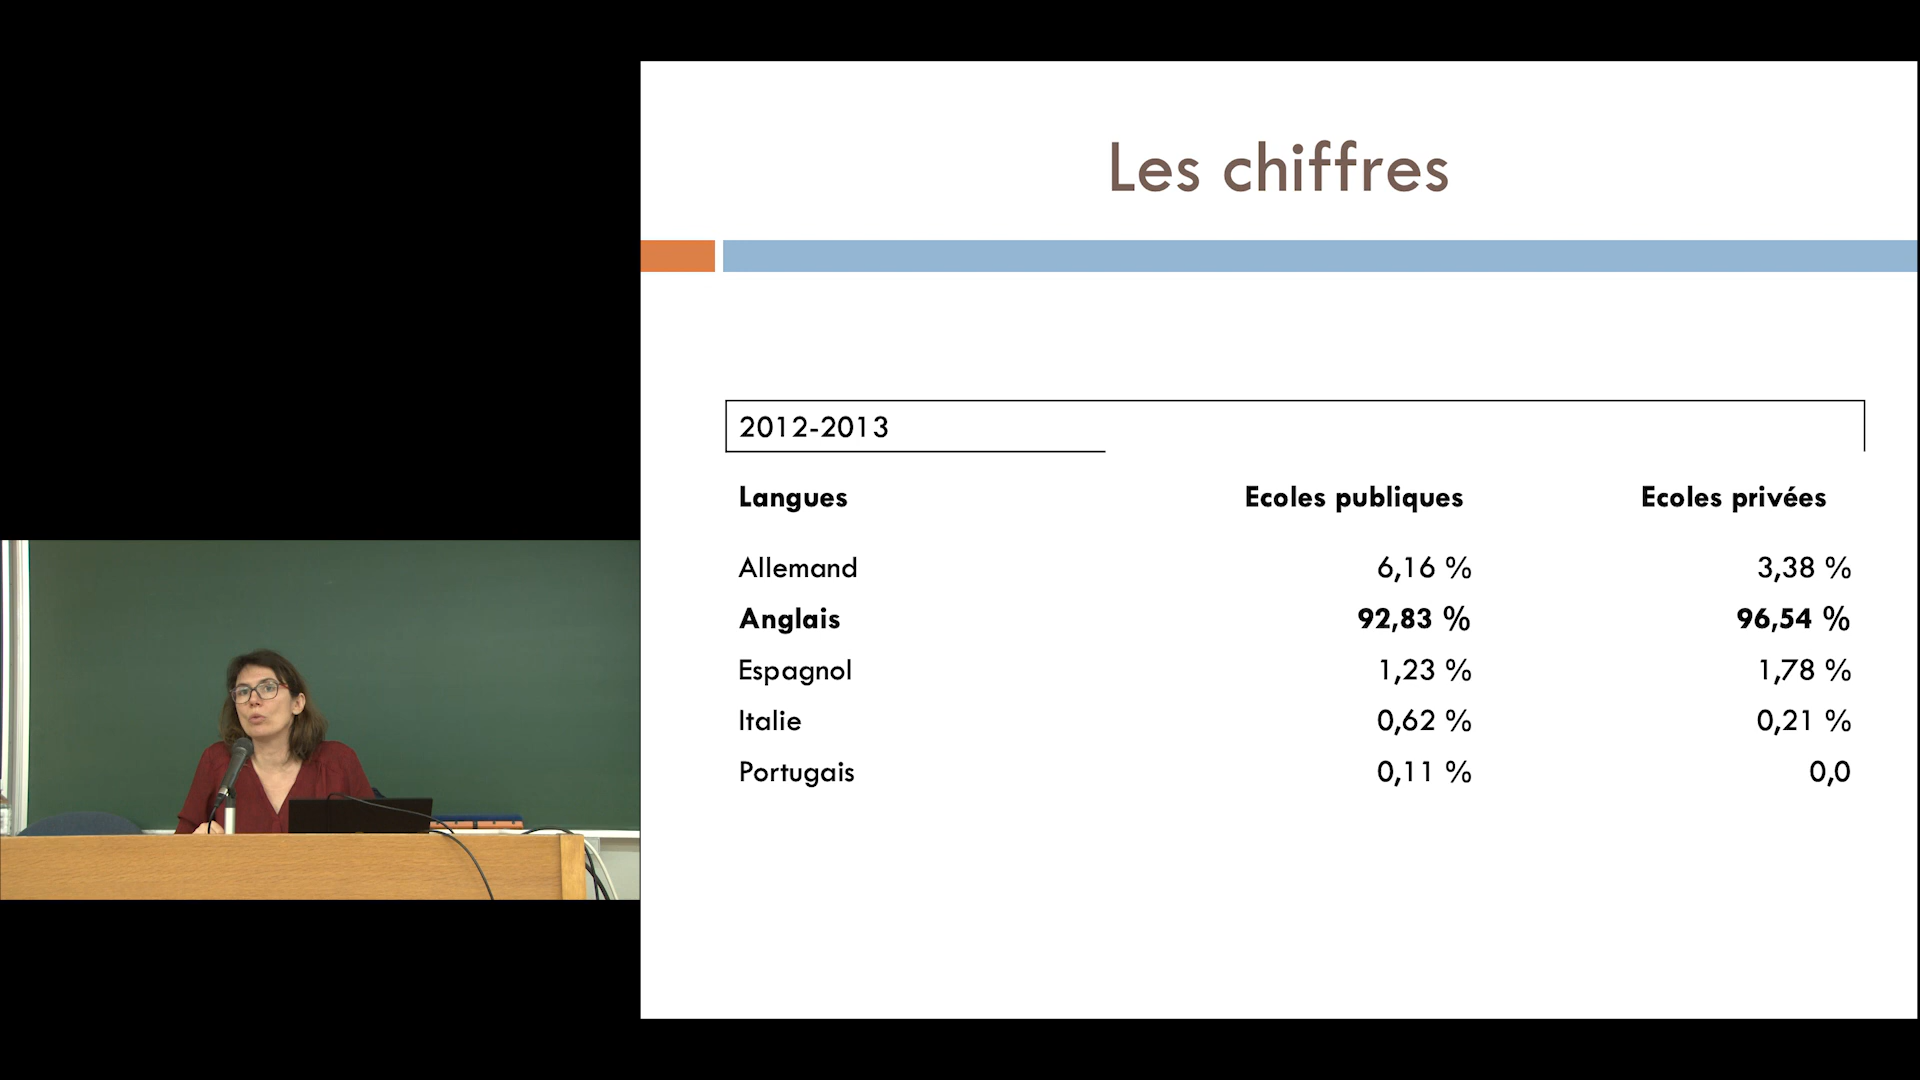 Les chiffres
2012-2013
Langues Ecoles publiques Ecoles privées
Allemand 6,16 % 3,38 %
Anglais 92,83 % 96,54 %
Espagnol 1,23 % 1,78 %
Italie 0,62 % 0,21 %
Portugais 0,11 % 0,0